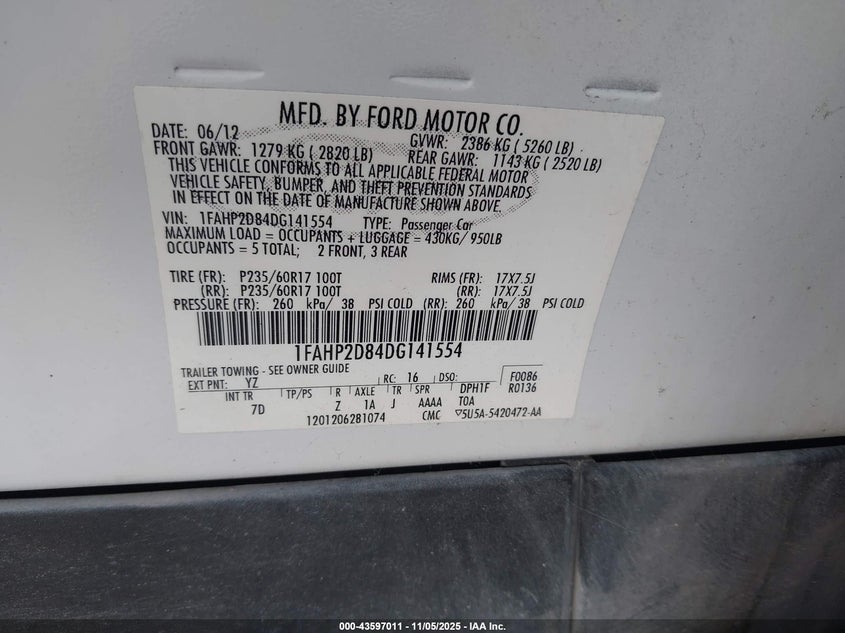 MFD. BY FORD MOTOR CO.
DATE: 06/12 GVWR: 2386 KG ( 5260 LB)
FRONT GAWR: 1279 KG ( 2820 LB) REAR GAWR: 1143 KG ( 2520 LB)
THIS VEHICLE CONFORMS TO ALL APPLICABLE FEDERAL MOTOR
VEHICLE SAFETY, BUMPER, AND THEFT PREVENTION STANDARDS
IN EFFECT ON THE DATE OF MANUFACTURE SHOWN ABOVE.
VIN: 1FAHP2D84DG141554 TYPE: Passenger Car
MAXIMUM LOAD = OCCUPANTS + LUGGAGE = 430KG/ 950LB
OCCUPANTS = 5 TOTAL; 2 FRONT, 3 REAR
TIRE (FR): P235/60R17 100T RIMS (FR): 17X7.5J
(RR): P235/60R17 100T (RR): 17X7.5J
PRESSURE (FR): 260 kPa/ 38 PSI COLD (RR): 260 kPa/ 38 PSI COLD
1FAHP2D84DG141554
TRAILER TOWING - SEE OWNER GUIDE
EXT PNT: YZ RC: 16 DSO: F0086
INT TR TP/PS R AXLE TR SPR DPH1F R0136
7D Z 1A J AAAA T0A
1201206281074 CMC ▽5U5A-5420472-AA
000-43597011 - 11/05/2025 - IAA Inc.